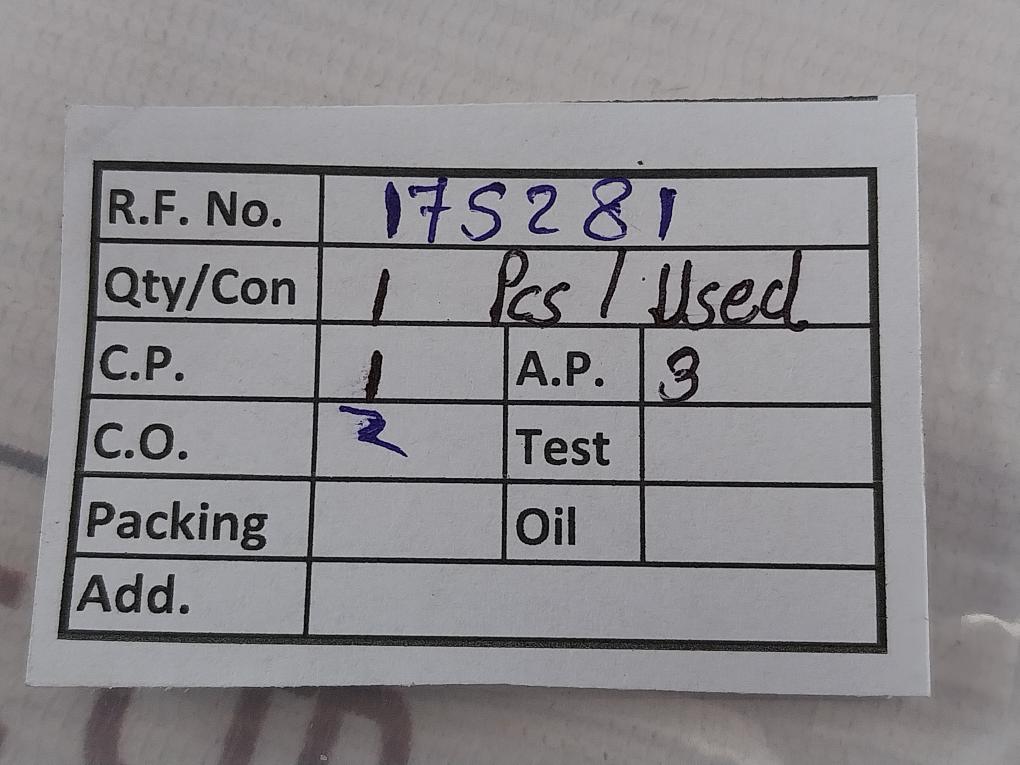 R.F. No. 175281
Qty/Con 1 Pcs / Used
C.P. 1 A.P. 3
C.O. 2 Test
Packing Oil
Add.